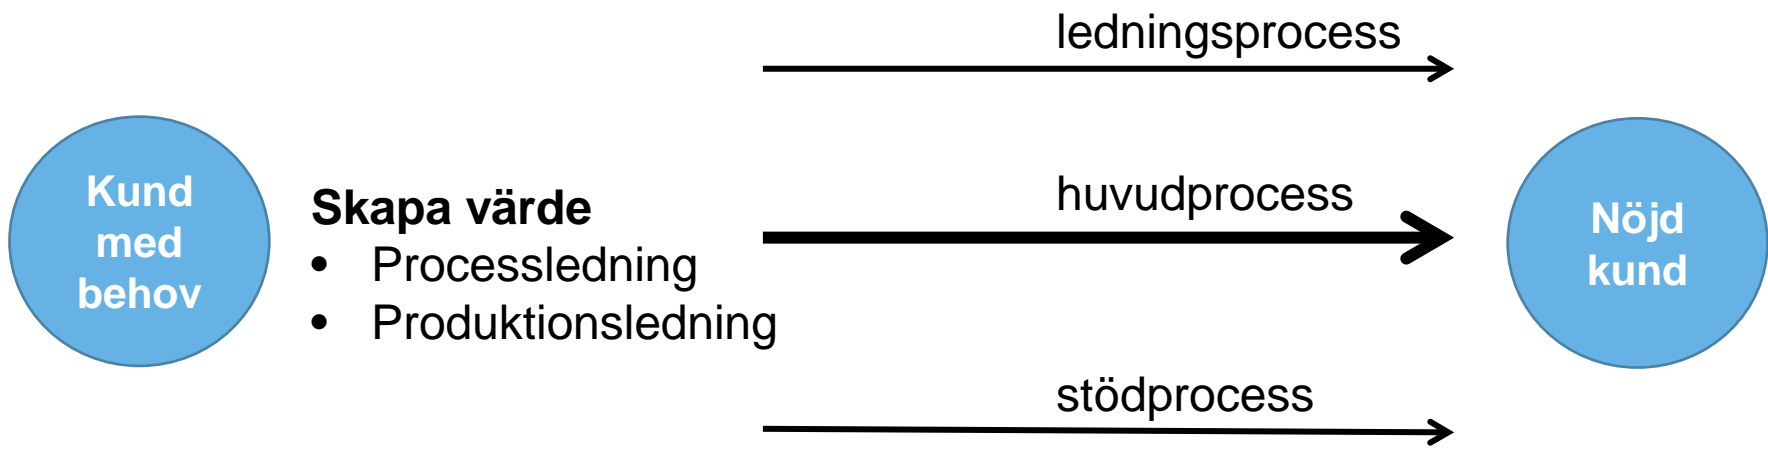 Kund
med
behov
Skapa värde
• Processledning
• Produktionsledning
ledningsprocess
huvudprocess
stödprocess
Nöjd
kund